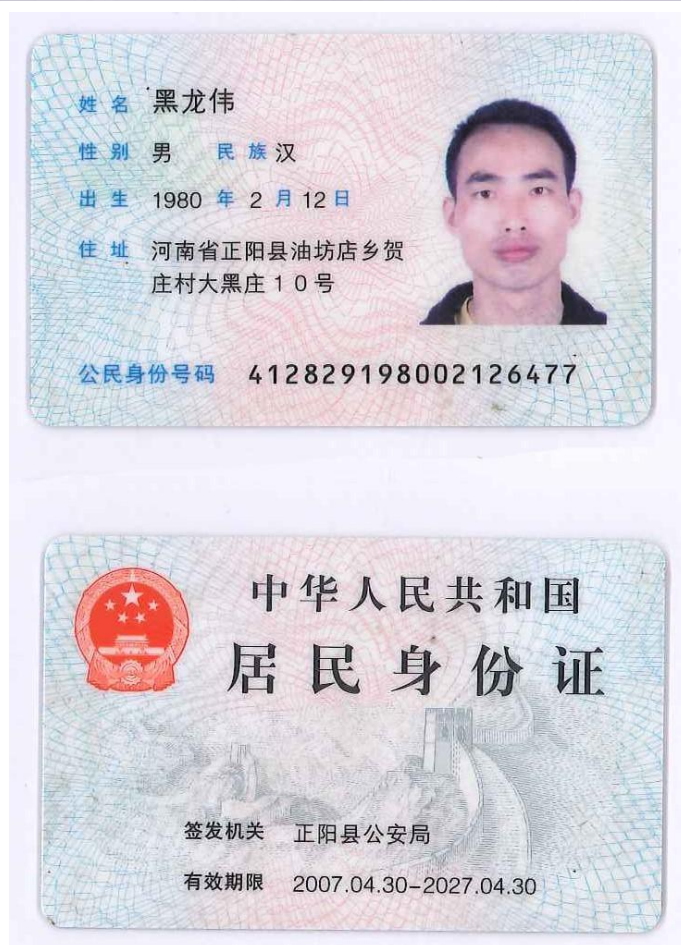 姓名 黑龙伟
性别 男 民族 汉
出生 1980 年 2 月 12 日
住址 河南省正阳县油坊店乡贺
庄村大黑庄10号
公民身份号码 412829198002126477
中华人民共和国
居民身份证
签发机关 正阳县公安局
有效期限 2007.04.30-2027.04.30